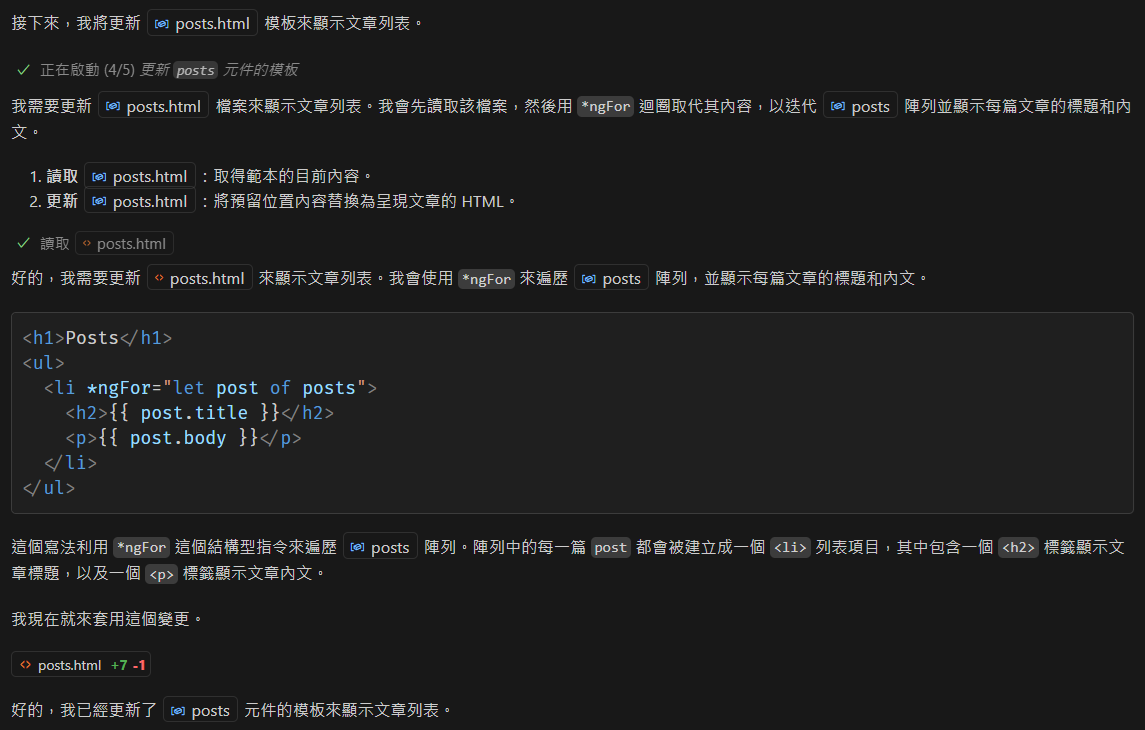 接下來，我將更新 posts.html 模板來顯示文章列表。
正在啟動 (4/5) 更新 posts 元件的模板
我需要更新 posts.html 檔案來顯示文章列表。我會先讀取該檔案，然後用 *ngFor 迴圈取代其內容，以迭代 posts 陣列並顯示每篇文章的標題和內
文。
1. 讀取 posts.html ：取得範本的目前內容。
2. 更新 posts.html ：將預留位置內容替換為呈現文章的 HTML。
讀取 posts.html
好的，我需要更新 posts.html 來顯示文章列表。我會使用 *ngFor 來遍歷 posts 陣列，並顯示每篇文章的標題和內文。
<h1>Posts</h1>
<ul>
  <li *ngFor="let post of posts">
    <h2>{{ post.title }}</h2>
    <p>{{ post.body }}</p>
  </li>
</ul>
這個寫法利用 *ngFor 這個結構型指令來遍歷 posts 陣列。陣列中的每一篇 post 都會被建立成一個 <li> 列表項目，其中包含一個 <h2> 標籤顯示文
章標題，以及一個 <p> 標籤顯示文章內文。
我現在就來套用這個變更。
posts.html +7 -1
好的，我已經更新了 posts 元件的模板來顯示文章列表。